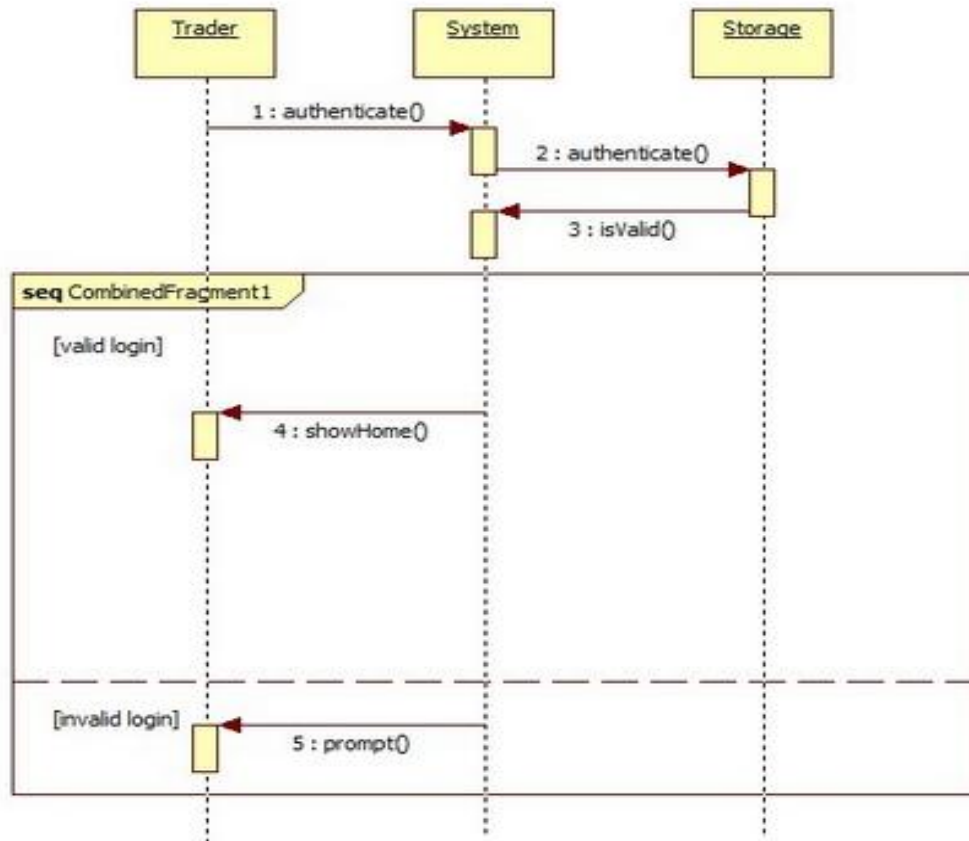 Trader
System
Storage
1 : authenticate()
2 : authenticate()
3 : isValid()
seq CombinedFragment1
[valid login]
4 : showHome()
[invalid login]
5 : prompt()